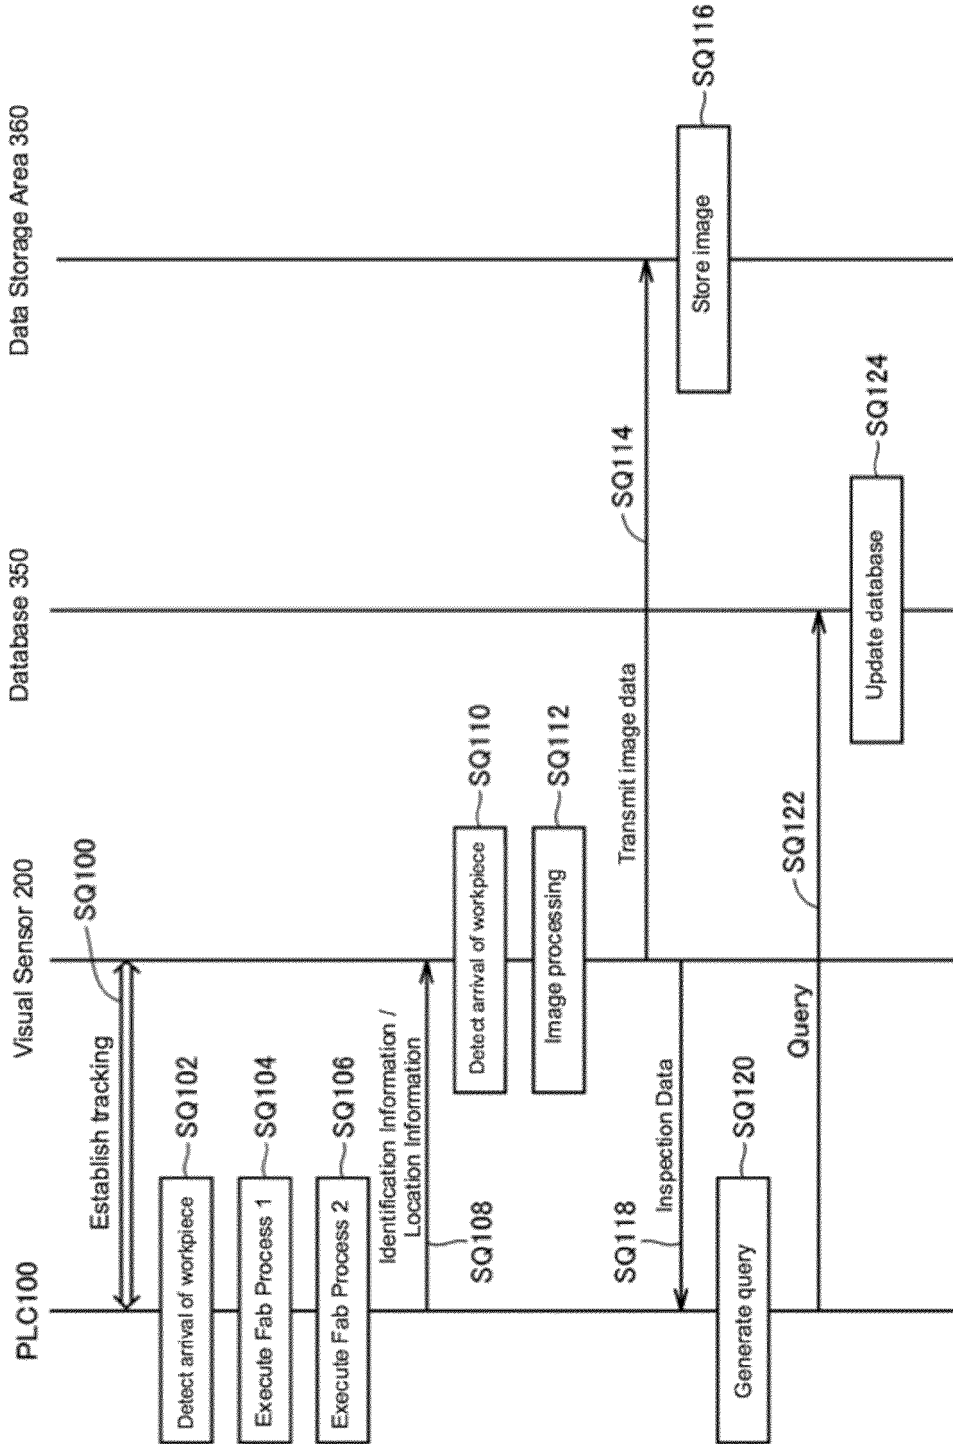 PLC100
Visual Sensor 200
Database 350
Data Storage Area 360
Establish tracking
SQ100
Detect arrival of workpiece
SQ102
Execute Fab Process 1
SQ104
Execute Fab Process 2
SQ106
Identification Information /
Location Information
SQ108
Detect arrival of workpiece
SQ110
Image processing
SQ112
Transmit image data
SQ114
Store image
SQ116
Inspection Data
SQ118
Generate query
SQ120
Query
SQ122
Update database
SQ124